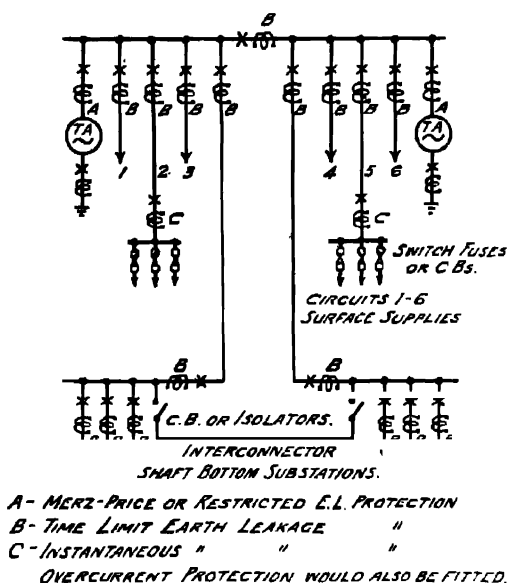 B
A B B B B B B B B A
TA TA
1 2 3 4 5 6
C C
SWITCH FUSES
OR C BS.
CIRCUITS 1-6
SURFACE SUPPLIES
B B
C.B. OR ISOLATORS.
INTERCONNECTOR
SHAFT BOTTOM SUBSTATIONS.
A - MERZ-PRICE OR RESTRICTED E.L. PROTECTION
B - TIME LIMIT EARTH LEAKAGE "
C - INSTANTANEOUS " " "
OVERCURRENT PROTECTION WOULD ALSO BE FITTED.